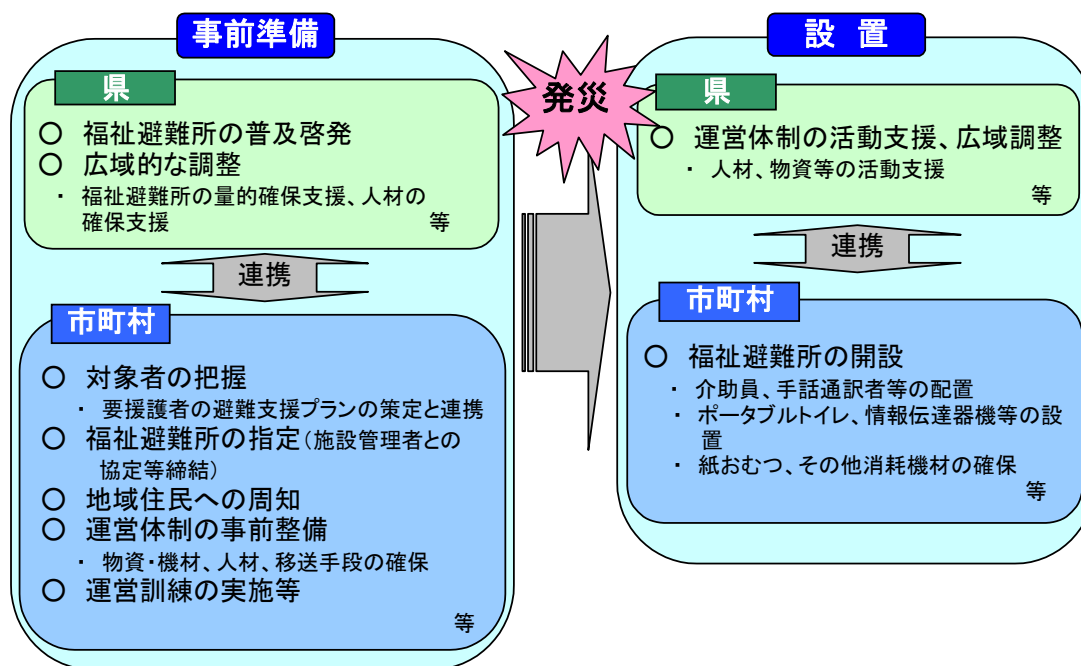 事前準備
県
○ 福祉避難所の普及啓発
○ 広域的な調整
・ 福祉避難所の量的確保支援、人材の
確保支援
等
連携
市町村
○ 対象者の把握
・ 要援護者の避難支援プランの策定と連携
○ 福祉避難所の指定(施設管理者との
協定等締結)
○ 地域住民への周知
○ 運営体制の事前整備
・ 物資・機材、人材、移送手段の確保
○ 運営訓練の実施等
等
発災
設 置
県
○ 運営体制の活動支援、広域調整
・ 人材、物資等の活動支援
等
連携
市町村
○ 福祉避難所の開設
・ 介助員、手話通訳者等の配置
・ ポータブルトイレ、情報伝達器機等の設
置
・ 紙おむつ、その他消耗機材の確保
等